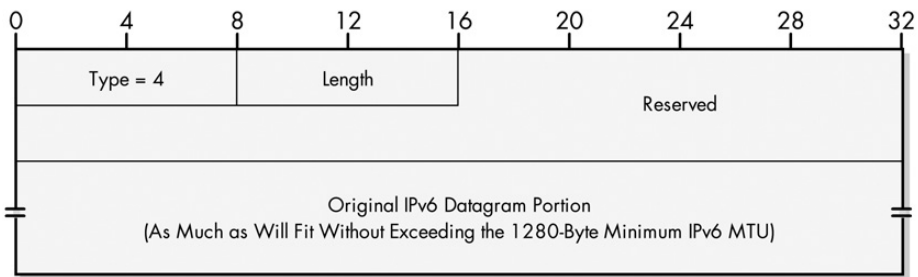 0 4 8 12 16 20 24 28 32
Type = 4 Length
Reserved
Original IPv6 Datagram Portion
(As Much as Will Fit Without Exceeding the 1280-Byte Minimum IPv6 MTU)